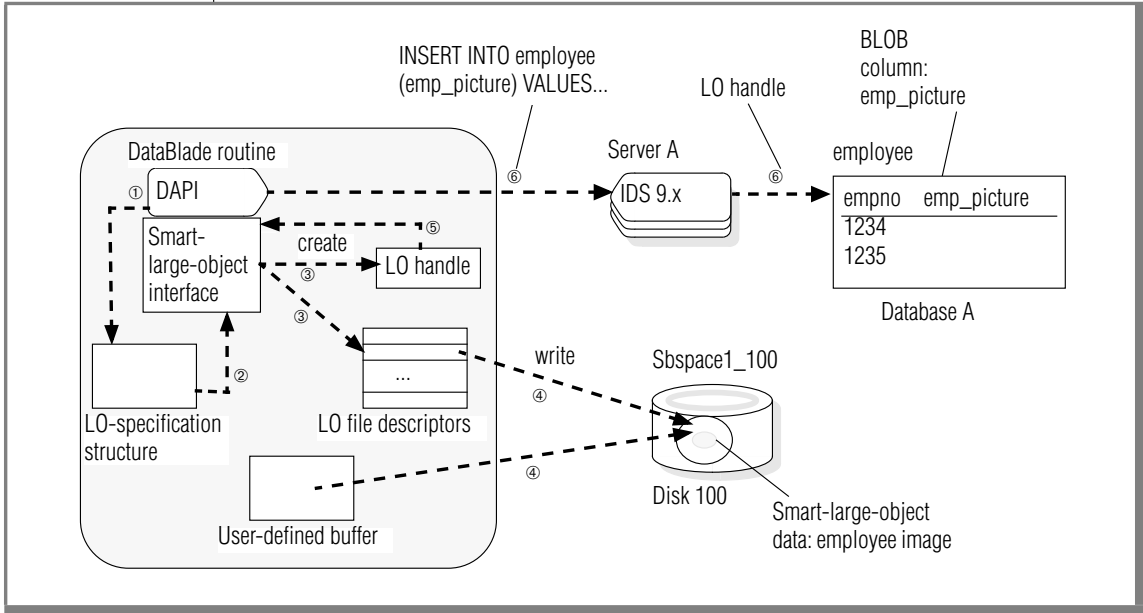 INSERT INTO employee
(emp_picture) VALUES...
BLOB
column:
emp_picture
LO handle
DataBlade routine
Server A
employee
①
DAPI
⑥
IDS 9.x
⑥
empno emp_picture
1234
1235
Database A
Smart-
large-object
interface
create
⑤
③
LO handle
③
②
...
LO-specification
structure
LO file descriptors
write
④
Sbspace1_100
④
User-defined buffer
Disk 100
Smart-large-object
data: employee image